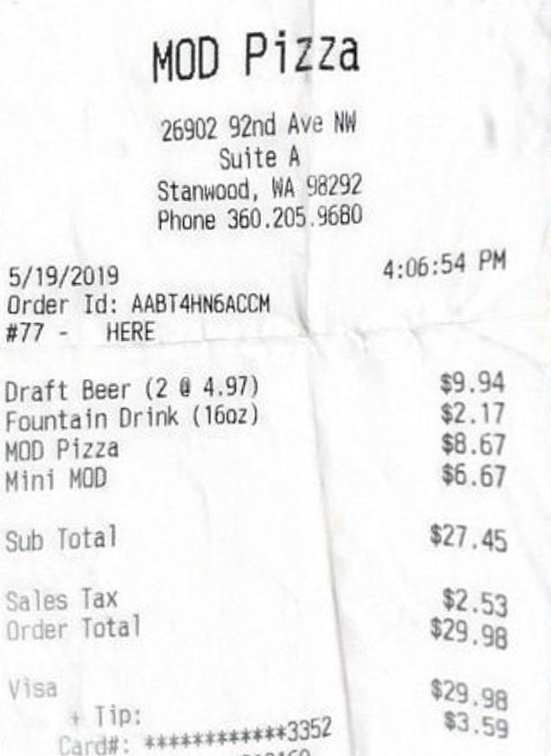 MOD Pizza
26902 92nd Ave NW
Suite A
Stanwood, WA 98292
Phone 360.205.9680
5/19/2019 4:06:54 PM
Order Id: AABT4HN6ACCM
#77 - HERE
Draft Beer (2 @ 4.97) $9.94
Fountain Drink (16oz) $2.17
MOD Pizza $8.67
Mini MOD $6.67
Sub Total $27.45
Sales Tax $2.53
Order Total $29.98
Visa $29.98
+ Tip: $3.59
Card#: ************3352